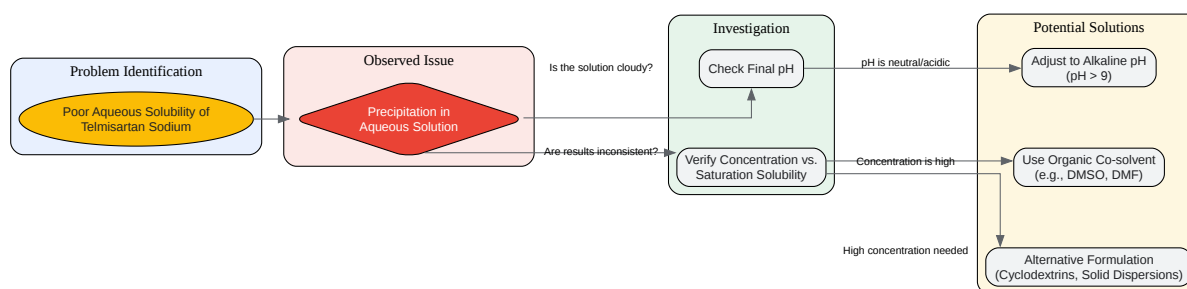 Problem Identification
Poor Aqueous Solubility of
Telmisartan Sodium
Observed Issue
Precipitation in
Aqueous Solution
Is the solution cloudy?
Are results inconsistent?
Investigation
Check Final pH
Verify Concentration vs.
Saturation Solubility
pH is neutral/acidic
Concentration is high
High concentration needed
Potential Solutions
Adjust to Alkaline pH
(pH > 9)
Use Organic Co-solvent
(e.g., DMSO, DMF)
Alternative Formulation
(Cyclodextrins, Solid Dispersions)